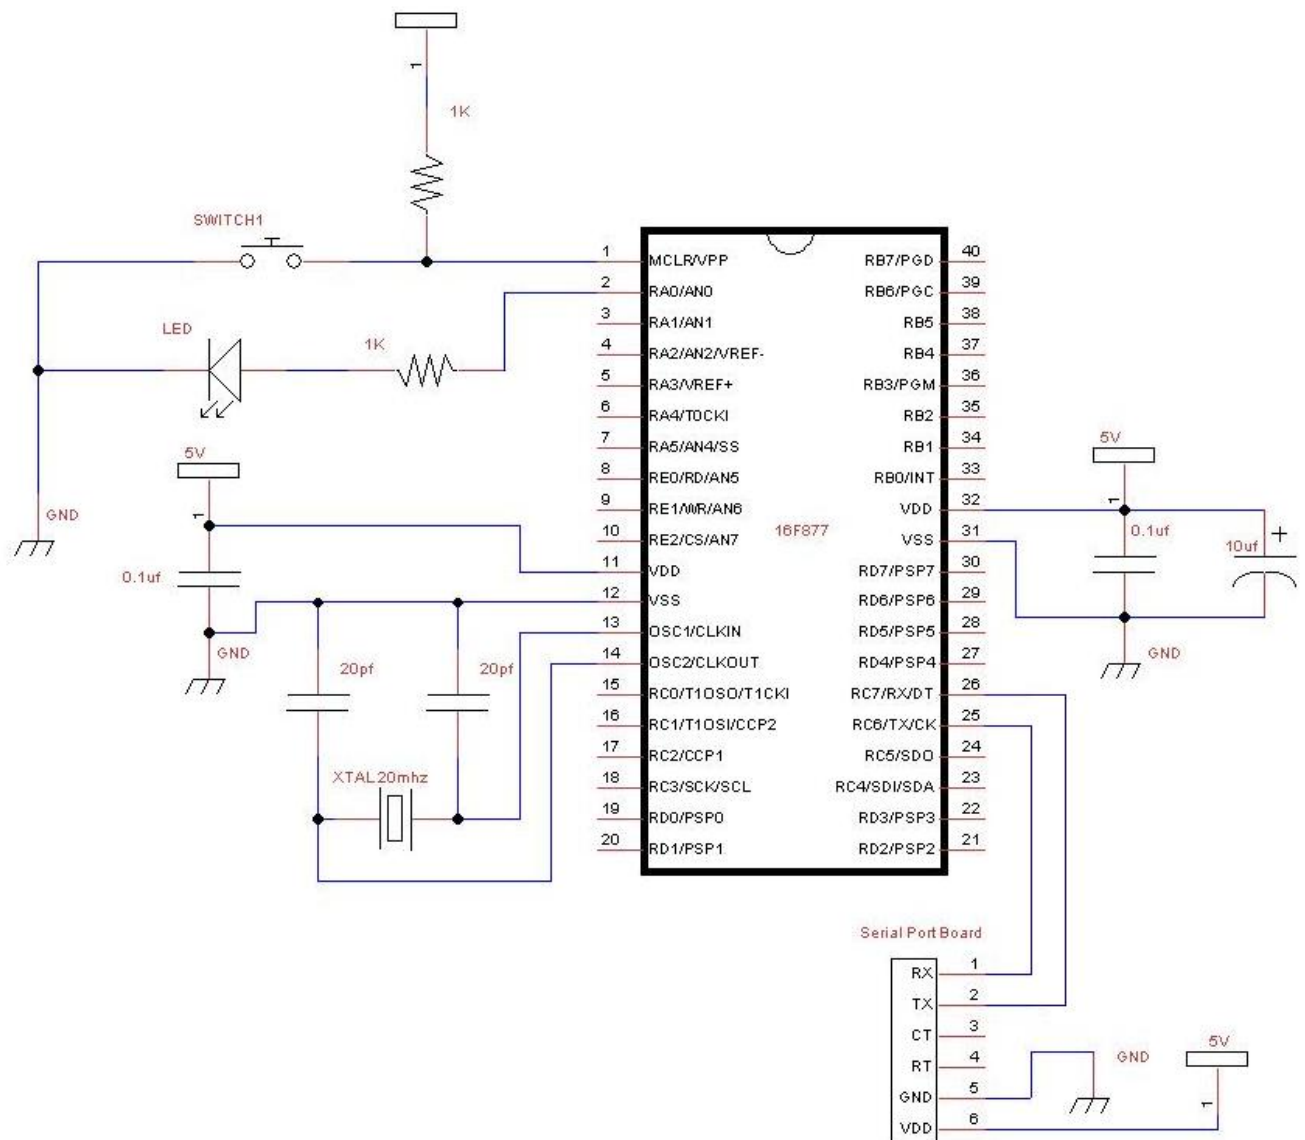 1
1K
SWITCH1
LED
1K
5V
1
GND
0.1uf
GND
20pf
20pf
XTAL20mhz
1 MCLR/VPP
2 RA0/AN0
3 RA1/AN1
4 RA2/AN2/VREF-
5 RA3/VREF+
6 RA4/T0CKI
7 RA5/AN4/SS
8 RE0/RD/AN5
9 RE1/WR/AN6
10 RE2/CS/AN7
11 VDD
12 VSS
13 OSC1/CLKIN
14 OSC2/CLKOUT
15 RC0/T1OSO/T1CKI
16 RC1/T1OSI/CCP2
17 RC2/CCP1
18 RC3/SCK/SCL
19 RD0/PSP0
20 RD1/PSP1
16F877
RB7/PGD 40
RB6/PGC 39
RB5 38
RB4 37
RB3/PGM 36
RB2 35
RB1 34
RB0/INT 33
VDD 32
VSS 31
RD7/PSP7 30
RD6/PSP6 29
RD5/PSP5 28
RD4/PSP4 27
RC7/RX/DT 26
RC6/TX/CK 25
RC5/SDO 24
RC4/SDI/SDA 23
RD3/PSP3 22
RD2/PSP2 21
5V
1
0.1uf
+
10uf
GND
Serial Port Board
RX 1
TX 2
CT 3
RT 4
GND 5
VDD 6
GND
5V
1